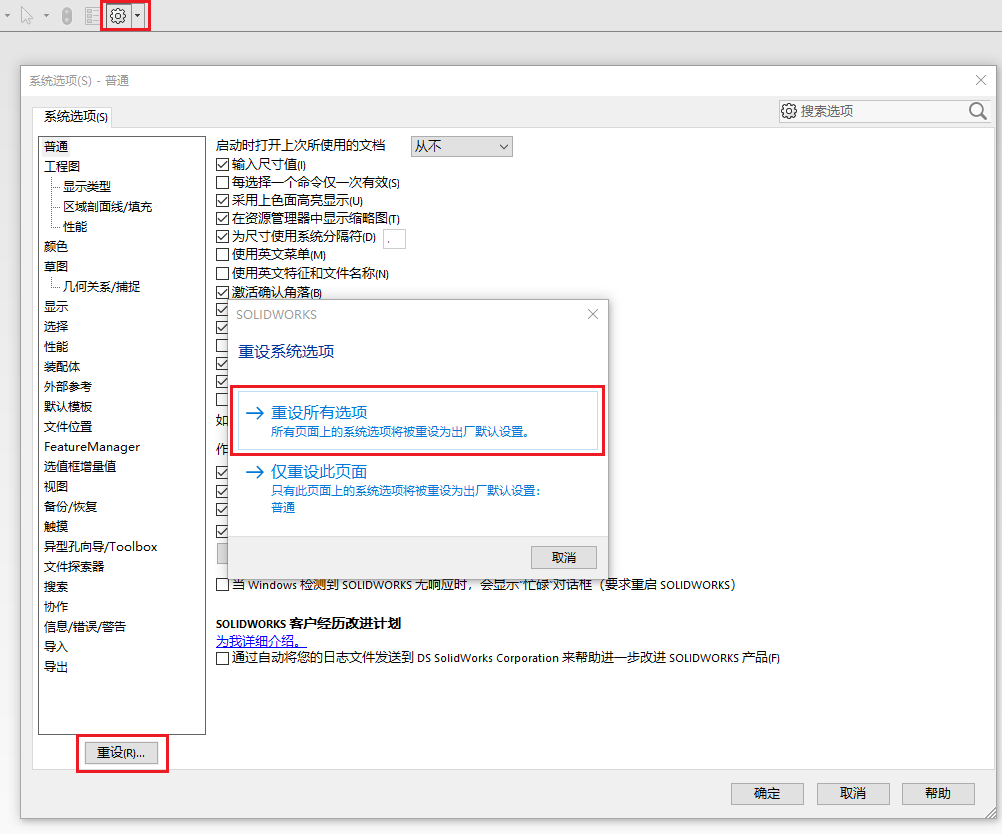 系统选项(S) - 普通
系统选项(S)
搜索选项
普通
工程图
显示类型
区域剖面线/填充
性能
颜色
草图
几何关系/捕捉
显示
选择
性能
装配体
外部参考
默认模板
文件位置
FeatureManager
选值框增量值
视图
备份/恢复
触摸
异型孔向导/Toolbox
文件探索器
搜索
协作
信息/错误/警告
导入
导出
重设(R)...
启动时打开上次所使用的文档 从不
输入尺寸值(I)
每选择一个命令仅一次有效(S)
采用上色面高亮显示(U)
在资源管理器中显示缩略图(T)
为尺寸使用系统分隔符(D) .
使用英文菜单(M)
使用英文特征和文件名称(N)
激活确认角落(B)
如
作
SOLIDWORKS
重设系统选项
重设所有选项
所有页面上的系统选项将被重设为出厂默认设置。
仅重设此页面
只有此页面上的系统选项将被重设为出厂默认设置:
普通
取消
当 Windows 检测到 SOLIDWORKS 无响应时，会显示"忙碌"对话框（要求重启 SOLIDWORKS）
SOLIDWORKS 客户经历改进计划
为我详细介绍。
通过自动将您的日志文件发送到 DS SolidWorks Corporation 来帮助进一步改进 SOLIDWORKS 产品(F)
确定 取消 帮助